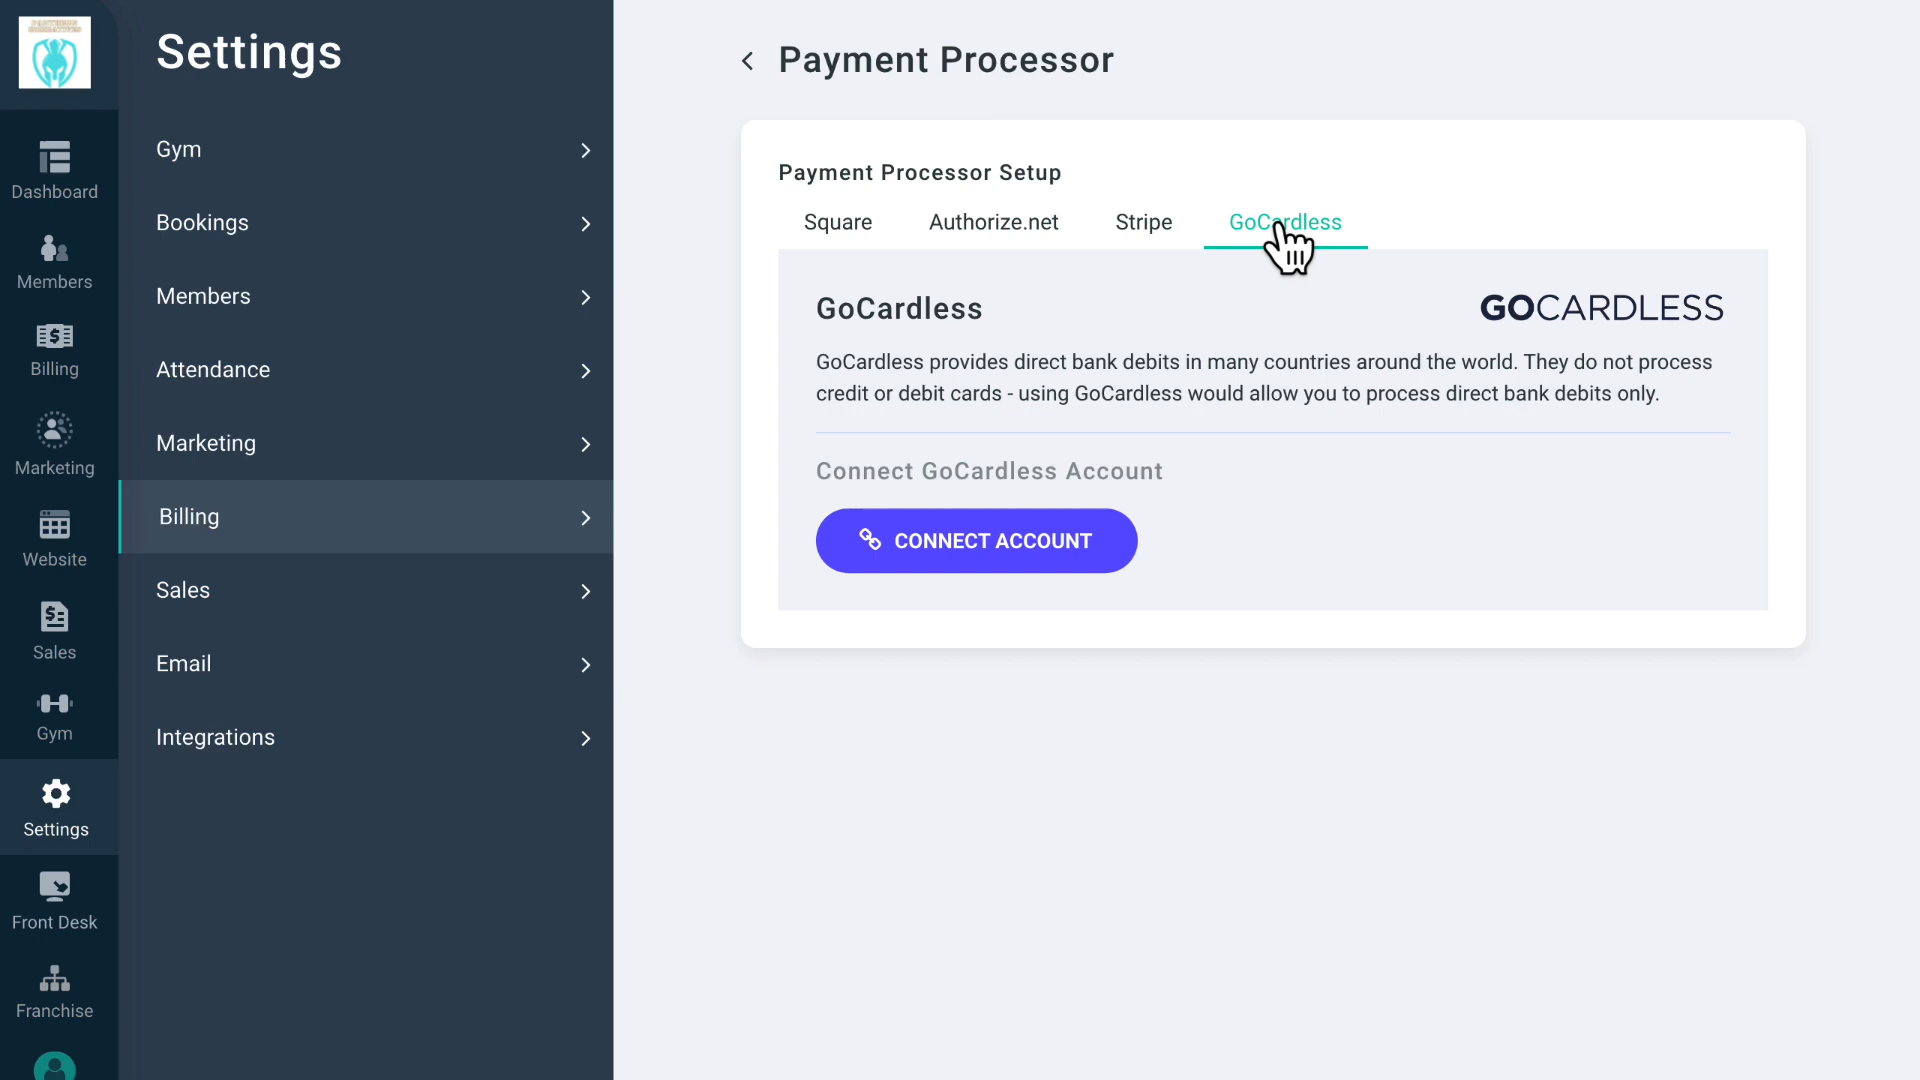 Settings
Gym
Bookings
Members
Attendance
Marketing
Billing
Sales
Email
Integrations
Dashboard
Members
Billing
Marketing
Website
Sales
Gym
Settings
Front Desk
Franchise
Payment Processor
Payment Processor Setup
Square Authorize.net Stripe GoCardless
GoCardless
GOCARDLESS
GoCardless provides direct bank debits in many countries around the world. They do not process
credit or debit cards - using GoCardless would allow you to process direct bank debits only.
Connect GoCardless Account
CONNECT ACCOUNT